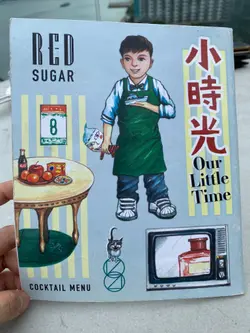 RED
SUGAR
小時光
Our
Little
Time
8
COCKTAIL MENU